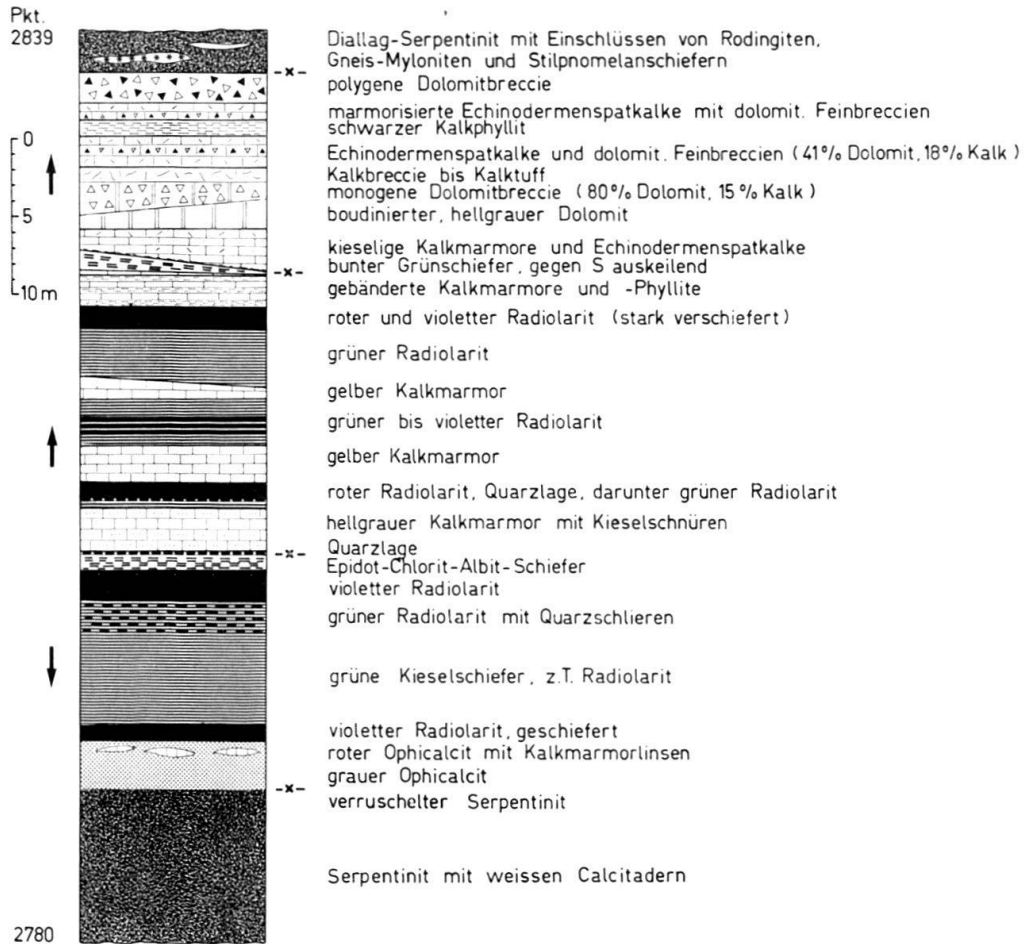 Pkt.
2839
Diallag-Serpentinit mit Einschlüssen von Rodingiten,
Gneis-Myloniten und Stilpnomelanschiefern
-x-
polygene Dolomitbreccie
marmorisierte Echinodermenspatkalke mit dolomit. Feinbreccien
schwarzer Kalkphyllit
0
Echinodermenspatkalke und dolomit. Feinbreccien (41% Dolomit, 18% Kalk)
Kalkbreccie bis Kalktuff
monogene Dolomitbreccie (80% Dolomit, 15% Kalk)
5
boudinierter, hellgrauer Dolomit
kieselige Kalkmarmore und Echinodermenspatkalke
-x-
bunter Grünschiefer, gegen S auskeilend
10m
gebänderte Kalkmarmore und -Phyllite
roter und violetter Radiolarit (stark verschiefert)
grüner Radiolarit
gelber Kalkmarmor
grüner bis violetter Radiolarit
gelber Kalkmarmor
roter Radiolarit, Quarzlage, darunter grüner Radiolarit
hellgrauer Kalkmarmor mit Kieselschnüren
-x-
Quarzlage
Epidot-Chlorit-Albit-Schiefer
violetter Radiolarit
grüner Radiolarit mit Quarzschlieren
grüne Kieselschiefer, z.T. Radiolarit
violetter Radiolarit, geschiefert
roter Ophicalcit mit Kalkmarmorlinsen
grauer Ophicalcit
-x-
verruschelter Serpentinit
Serpentinit mit weissen Calcitadern
2780